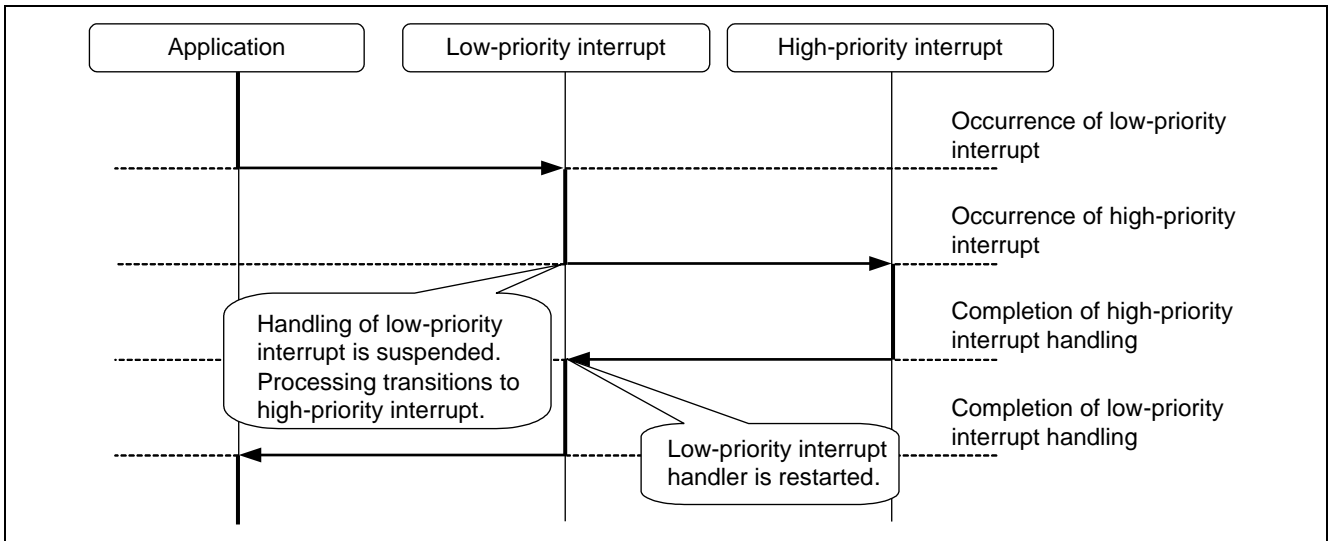 Application
Low-priority interrupt
High-priority interrupt
Occurrence of low-priority
interrupt
Occurrence of high-priority
interrupt
Handling of low-priority
interrupt is suspended.
Processing transitions to
high-priority interrupt.
Completion of high-priority
interrupt handling
Low-priority interrupt
handler is restarted.
Completion of low-priority
interrupt handling